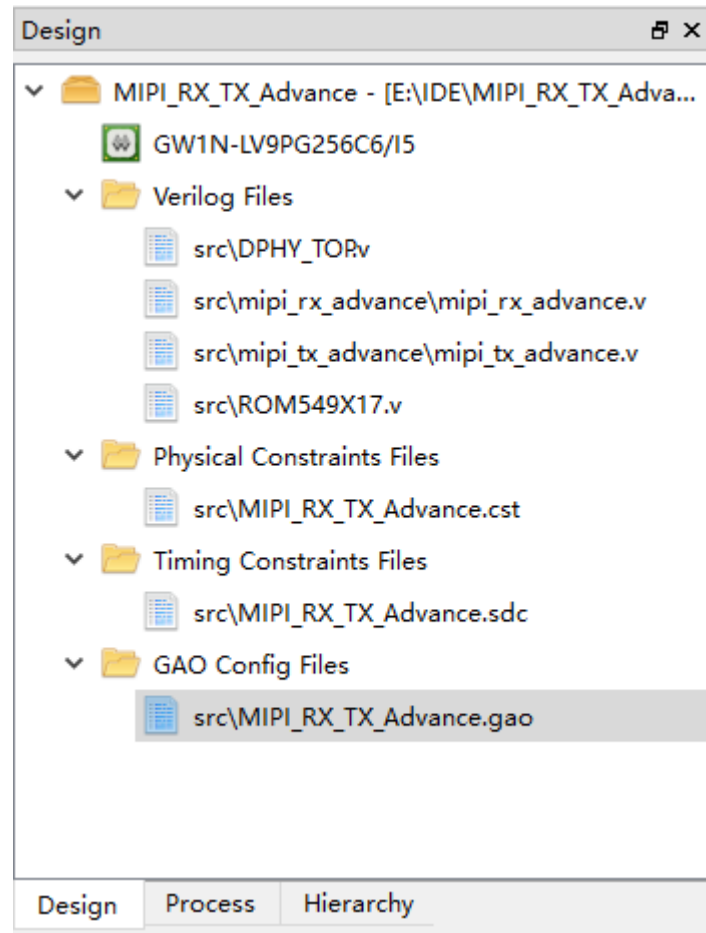 Design
MIPI_RX_TX_Advance - [E:\IDE\MIPI_RX_TX_Adva...
GW1N-LV9PG256C6/I5
Verilog Files
src\DPHY_TOP.v
src\mipi_rx_advance\mipi_rx_advance.v
src\mipi_tx_advance\mipi_tx_advance.v
src\ROM549X17.v
Physical Constraints Files
src\MIPI_RX_TX_Advance.cst
Timing Constraints Files
src\MIPI_RX_TX_Advance.sdc
GAO Config Files
src\MIPI_RX_TX_Advance.gao
Design Process Hierarchy